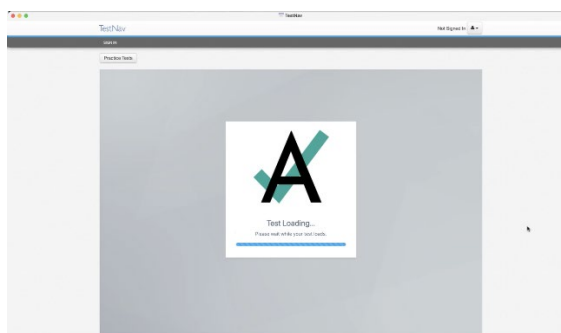 TestNav
TestNav
Not Signed In
SIGN IN
Practice Tests
A
Test Loading...
Please wait while your test loads.